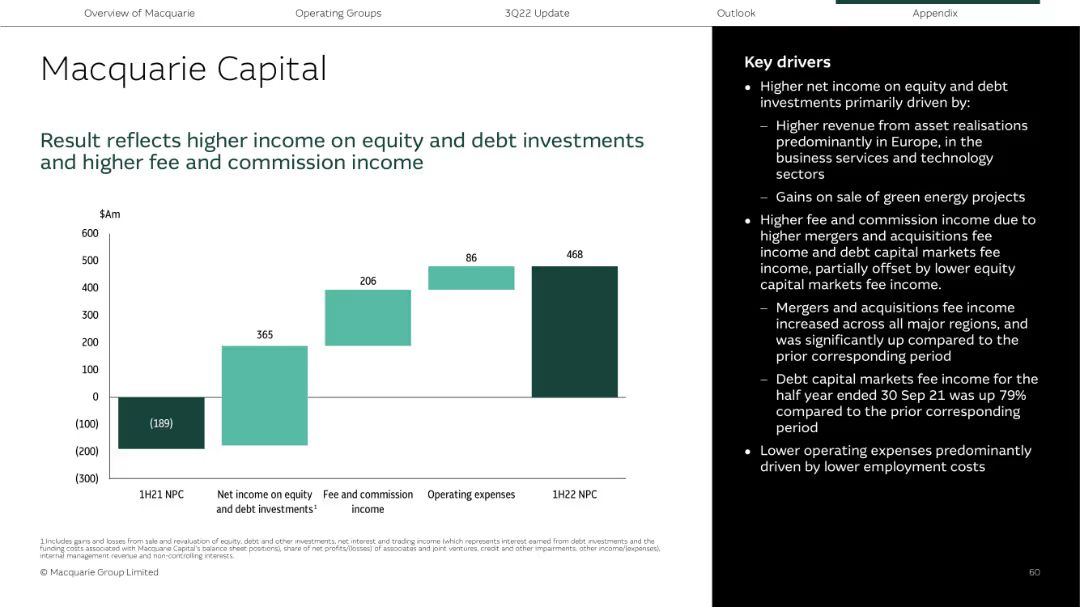 Overview of Macquarie
Operating Groups
3Q22 Update
Outlook
Appendix
Macquarie Capital
Result reflects higher income on equity and debt investments
and higher fee and commission income
$Am
600
500
400
300
200
100
0
(100)
(200)
(300)
(189)
365
206
86
468
1H21 NPC
Net income on equity
and debt investments¹
Fee and commission
income
Operating expenses
1H22 NPC
1.Includes gains and losses from sale and revaluation of equity, debt and other investments, net interest and trading income (which represents interest earned from debt investments and the
funding costs associated with Macquarie Capital's balance sheet positions), share of net profits/(losses) of associates and joint ventures, credit and other impairments, other income/(expenses),
internal management revenue and non-controlling interests.
© Macquarie Group Limited
Key drivers
• Higher net income on equity and debt
investments primarily driven by:
– Higher revenue from asset realisations
predominantly in Europe, in the
business services and technology
sectors
– Gains on sale of green energy projects
• Higher fee and commission income due to
higher mergers and acquisitions fee
income and debt capital markets fee
income, partially offset by lower equity
capital markets fee income.
– Mergers and acquisitions fee income
increased across all major regions, and
was significantly up compared to the
prior corresponding period
– Debt capital markets fee income for the
half year ended 30 Sep 21 was up 79%
compared to the prior corresponding
period
• Lower operating expenses predominantly
driven by lower employment costs
60